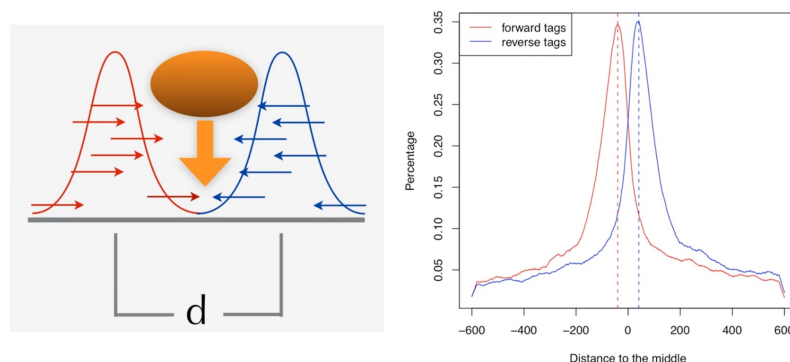 d
forward tags
reverse tags
Percentage
0.05
0.10
0.15
0.20
0.25
0.30
0.35
−600
−200
0
200
400
600
Distance to the middle